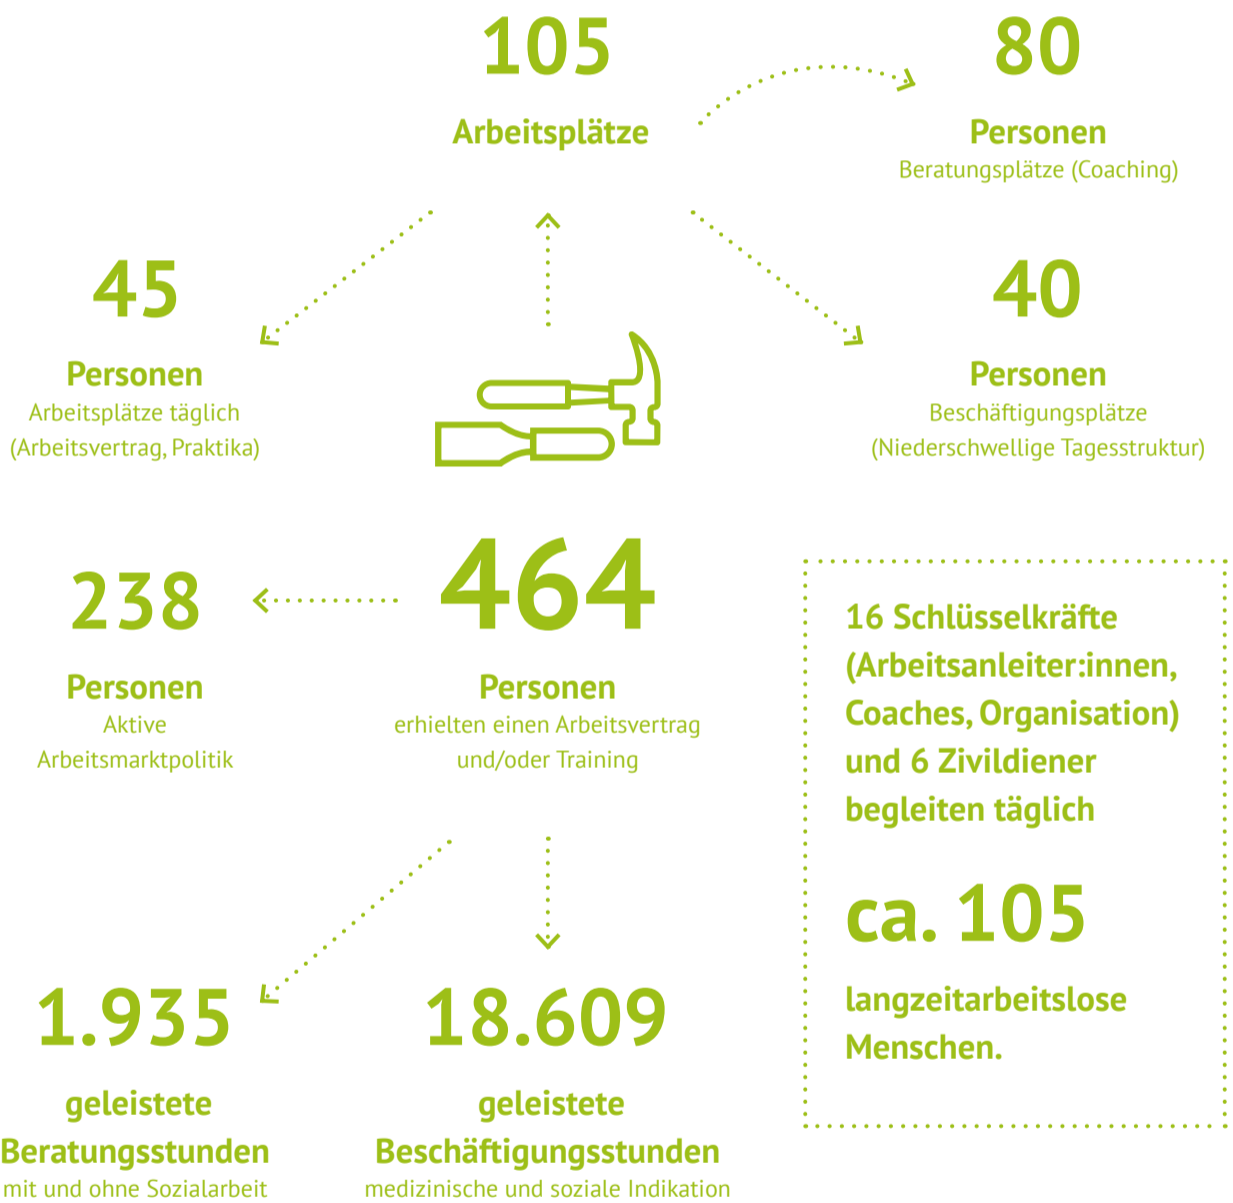 105
Arbeitsplätze
80
Personen
Beratungsplätze (Coaching)
45
Personen
Arbeitsplätze täglich
(Arbeitsvertrag, Praktika)
40
Personen
Beschäftigungsplätze
(Niederschwellige Tagesstruktur)
238
Personen
Aktive
Arbeitsmarktpolitik
464
Personen
erhielten einen Arbeitsvertrag
und/oder Training
16 Schlüsselkräfte
(Arbeitsanleiter:innen,
Coaches, Organisation)
und 6 Zivildiener
begleiten täglich
ca. 105
langzeitarbeitslose
Menschen.
1.935
geleistete
Beratungsstunden
mit und ohne Sozialarbeit
18.609
geleistete
Beschäftigungsstunden
medizinische und soziale Indikation